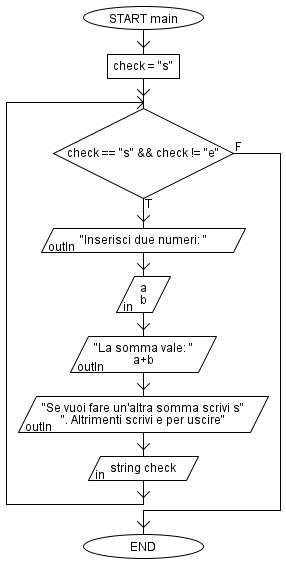 START main
check = "s"
check == "s" && check != "e"
F
T
"Inserisci due numeri: "
outln
a
b
in
"La somma vale: "
a+b
outln
"Se vuoi fare un'altra somma scrivi s"
". Altrimenti scrivi e per uscire"
outln
string check
in
END